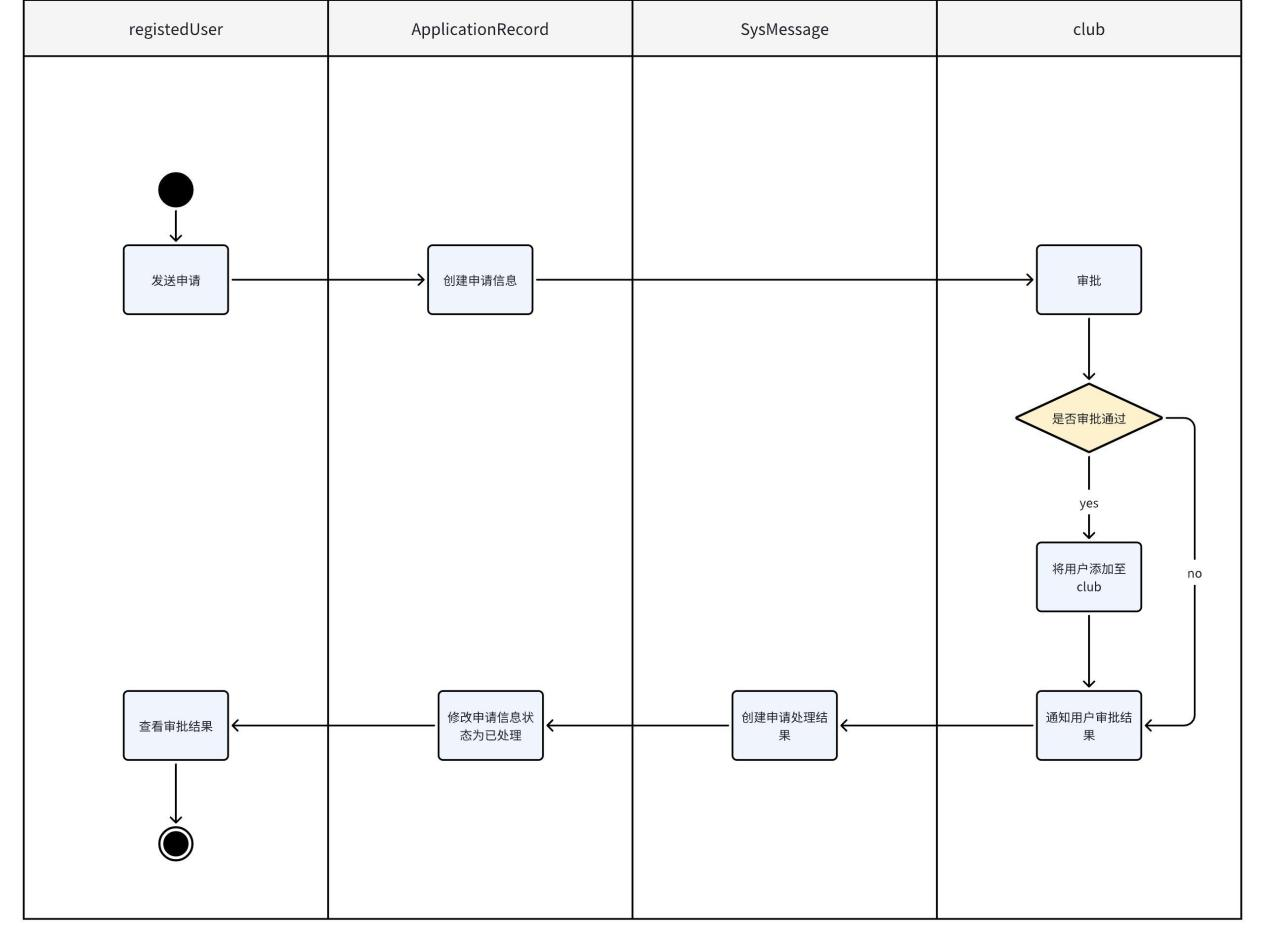 registedUser
ApplicationRecord
SysMessage
club
发送申请
创建申请信息
审批
是否审批通过
yes
将用户添加至
club
no
查看审批结果
修改申请信息状
态为已处理
创建申请处理结
果
通知用户审批结
果